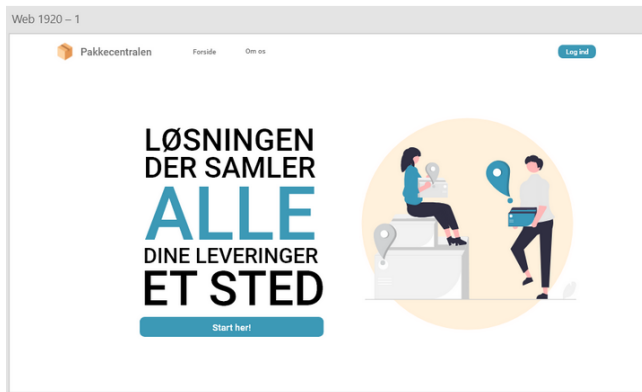 Web 1920 – 1
Pakkecentralen Forside Om os Log ind
LØSNINGEN
DER SAMLER
ALLE
DINE LEVERINGER
ET STED
Start her!